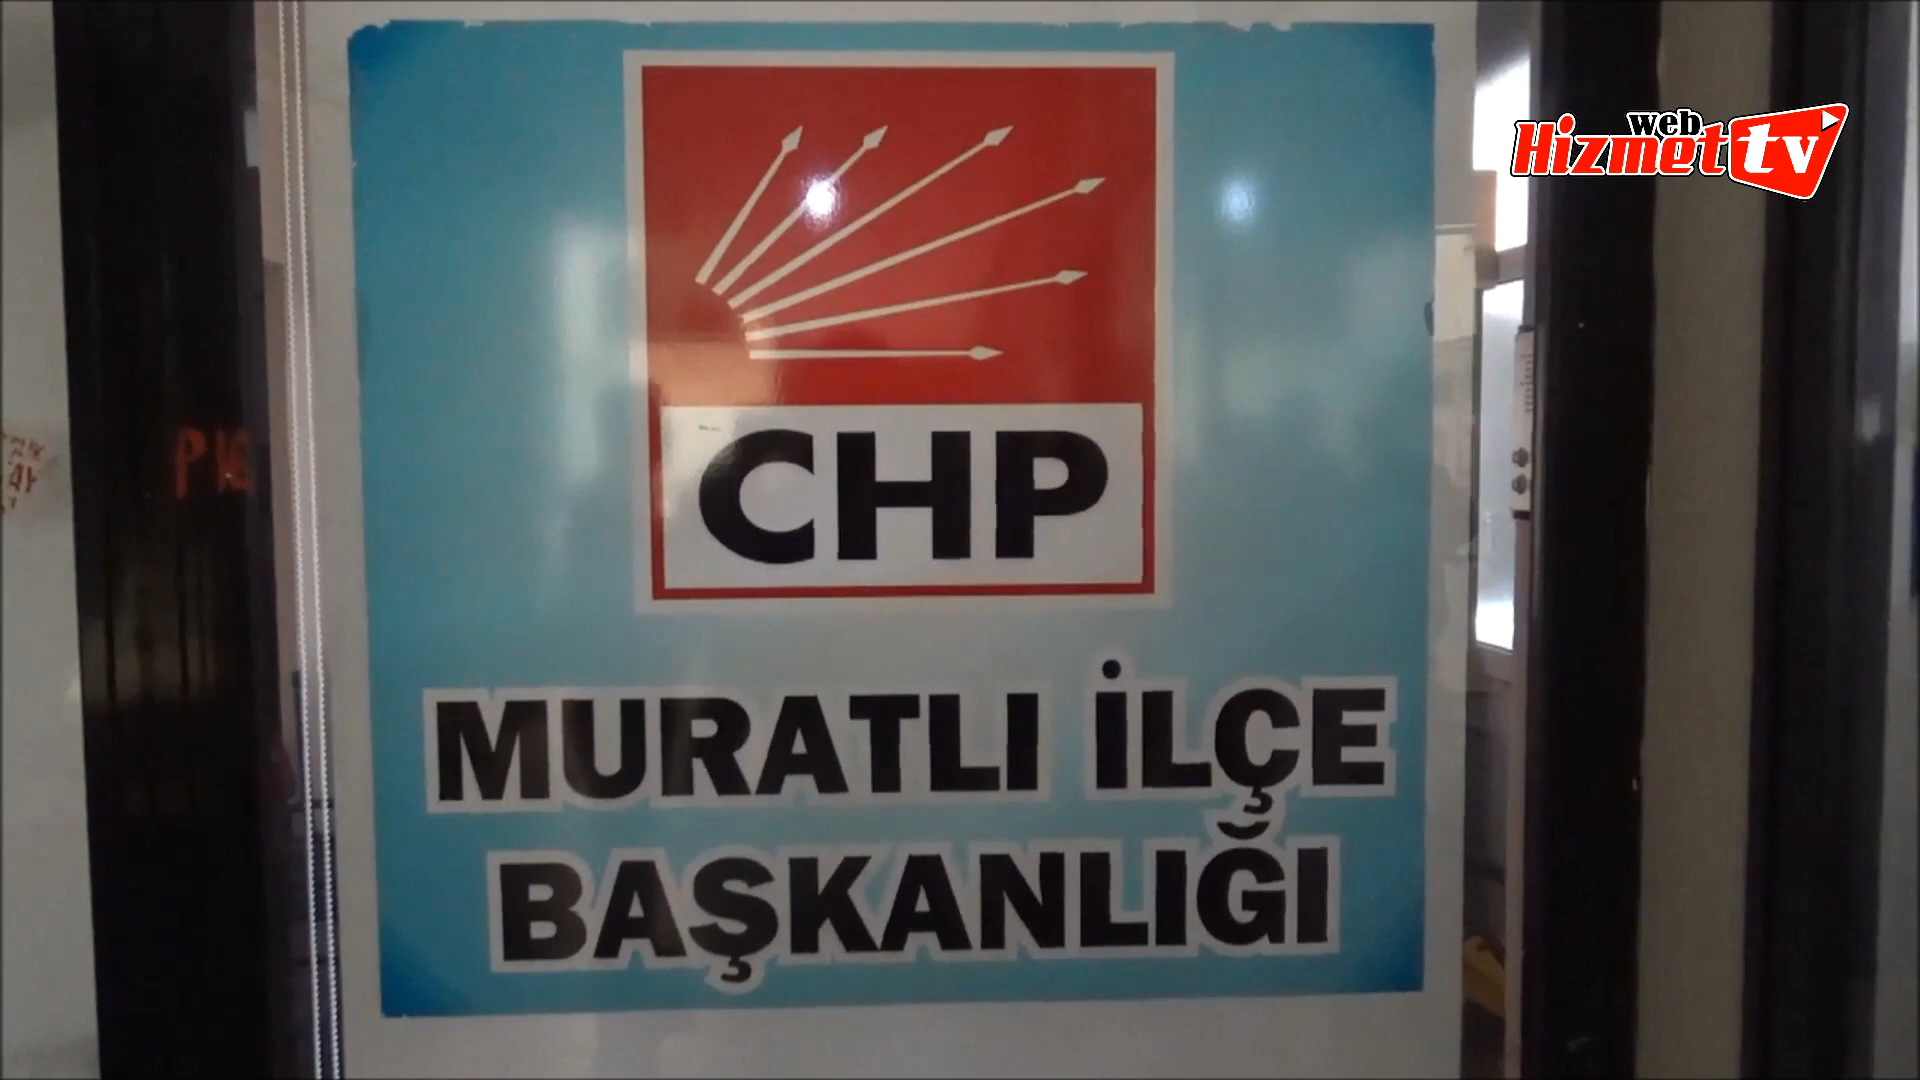 web
Hizmet tv
CHP
MURATLI İLÇE
BAŞKANLIĞI